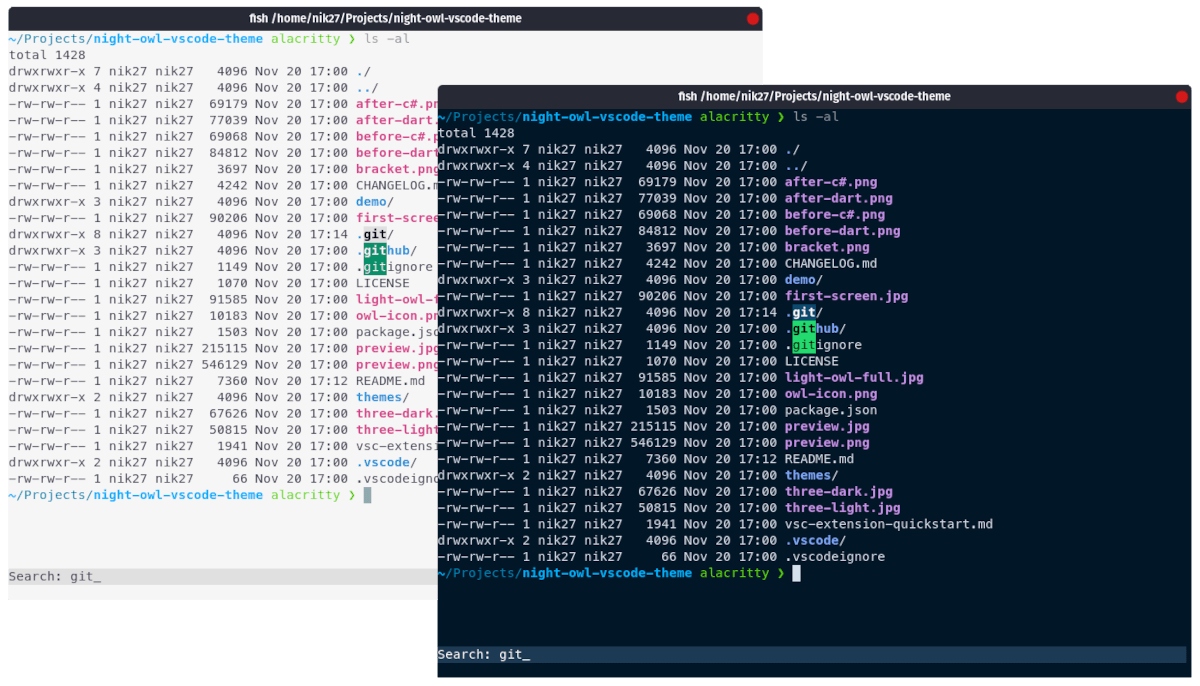 fish /home/nik27/Projects/night-owl-vscode-theme
~/Projects/night-owl-vscode-theme alacritty ❯ ls -al
total 1428
drwxrwxr-x 7 nik27 nik27   4096 Nov 20 17:00 ./
drwxrwxr-x 4 nik27 nik27   4096 Nov 20 17:00 ../
-rw-rw-r-- 1 nik27 nik27  69179 Nov 20 17:00 after-c#.pn
-rw-rw-r-- 1 nik27 nik27  77039 Nov 20 17:00 after-dart.
-rw-rw-r-- 1 nik27 nik27  69068 Nov 20 17:00 before-c#.p
-rw-rw-r-- 1 nik27 nik27  84812 Nov 20 17:00 before-dart
-rw-rw-r-- 1 nik27 nik27   3697 Nov 20 17:00 bracket.png
-rw-rw-r-- 1 nik27 nik27   4242 Nov 20 17:00 CHANGELOG.m
drwxrwxr-x 3 nik27 nik27   4096 Nov 20 17:00 demo/
-rw-rw-r-- 1 nik27 nik27  90206 Nov 20 17:00 first-scree
drwxrwxr-x 8 nik27 nik27   4096 Nov 20 17:14 .git/
drwxrwxr-x 3 nik27 nik27   4096 Nov 20 17:00 .github/
-rw-rw-r-- 1 nik27 nik27   1149 Nov 20 17:00 .gitignore
-rw-rw-r-- 1 nik27 nik27   1070 Nov 20 17:00 LICENSE
-rw-rw-r-- 1 nik27 nik27  91585 Nov 20 17:00 light-owl-f
-rw-rw-r-- 1 nik27 nik27  10183 Nov 20 17:00 owl-icon.pn
-rw-rw-r-- 1 nik27 nik27   1503 Nov 20 17:00 package.jso
-rw-rw-r-- 1 nik27 nik27 215115 Nov 20 17:00 preview.jpg
-rw-rw-r-- 1 nik27 nik27 546129 Nov 20 17:00 preview.png
-rw-rw-r-- 1 nik27 nik27   7360 Nov 20 17:12 README.md
drwxrwxr-x 2 nik27 nik27   4096 Nov 20 17:00 themes/
-rw-rw-r-- 1 nik27 nik27  67626 Nov 20 17:00 three-dark.
-rw-rw-r-- 1 nik27 nik27  50815 Nov 20 17:00 three-light
-rw-rw-r-- 1 nik27 nik27   1941 Nov 20 17:00 vsc-extensi
drwxrwxr-x 2 nik27 nik27   4096 Nov 20 17:00 .vscode/
-rw-rw-r-- 1 nik27 nik27     66 Nov 20 17:00 .vscodeigno
~/Projects/night-owl-vscode-theme alacritty ❯
Search: git_
fish /home/nik27/Projects/night-owl-vscode-theme
~/Projects/night-owl-vscode-theme alacritty ❯ ls -al
total 1428
drwxrwxr-x 7 nik27 nik27   4096 Nov 20 17:00 ./
drwxrwxr-x 4 nik27 nik27   4096 Nov 20 17:00 ../
-rw-rw-r-- 1 nik27 nik27  69179 Nov 20 17:00 after-c#.png
-rw-rw-r-- 1 nik27 nik27  77039 Nov 20 17:00 after-dart.png
-rw-rw-r-- 1 nik27 nik27  69068 Nov 20 17:00 before-c#.png
-rw-rw-r-- 1 nik27 nik27  84812 Nov 20 17:00 before-dart.png
-rw-rw-r-- 1 nik27 nik27   3697 Nov 20 17:00 bracket.png
-rw-rw-r-- 1 nik27 nik27   4242 Nov 20 17:00 CHANGELOG.md
drwxrwxr-x 3 nik27 nik27   4096 Nov 20 17:00 demo/
-rw-rw-r-- 1 nik27 nik27  90206 Nov 20 17:00 first-screen.jpg
drwxrwxr-x 8 nik27 nik27   4096 Nov 20 17:14 .git/
drwxrwxr-x 3 nik27 nik27   4096 Nov 20 17:00 .github/
-rw-rw-r-- 1 nik27 nik27   1149 Nov 20 17:00 .gitignore
-rw-rw-r-- 1 nik27 nik27   1070 Nov 20 17:00 LICENSE
-rw-rw-r-- 1 nik27 nik27  91585 Nov 20 17:00 light-owl-full.jpg
-rw-rw-r-- 1 nik27 nik27  10183 Nov 20 17:00 owl-icon.png
-rw-rw-r-- 1 nik27 nik27   1503 Nov 20 17:00 package.json
-rw-rw-r-- 1 nik27 nik27 215115 Nov 20 17:00 preview.jpg
-rw-rw-r-- 1 nik27 nik27 546129 Nov 20 17:00 preview.png
-rw-rw-r-- 1 nik27 nik27   7360 Nov 20 17:12 README.md
drwxrwxr-x 2 nik27 nik27   4096 Nov 20 17:00 themes/
-rw-rw-r-- 1 nik27 nik27  67626 Nov 20 17:00 three-dark.jpg
-rw-rw-r-- 1 nik27 nik27  50815 Nov 20 17:00 three-light.jpg
-rw-rw-r-- 1 nik27 nik27   1941 Nov 20 17:00 vsc-extension-quickstart.md
drwxrwxr-x 2 nik27 nik27   4096 Nov 20 17:00 .vscode/
-rw-rw-r-- 1 nik27 nik27     66 Nov 20 17:00 .vscodeignore
~/Projects/night-owl-vscode-theme alacritty ❯
Search: git_